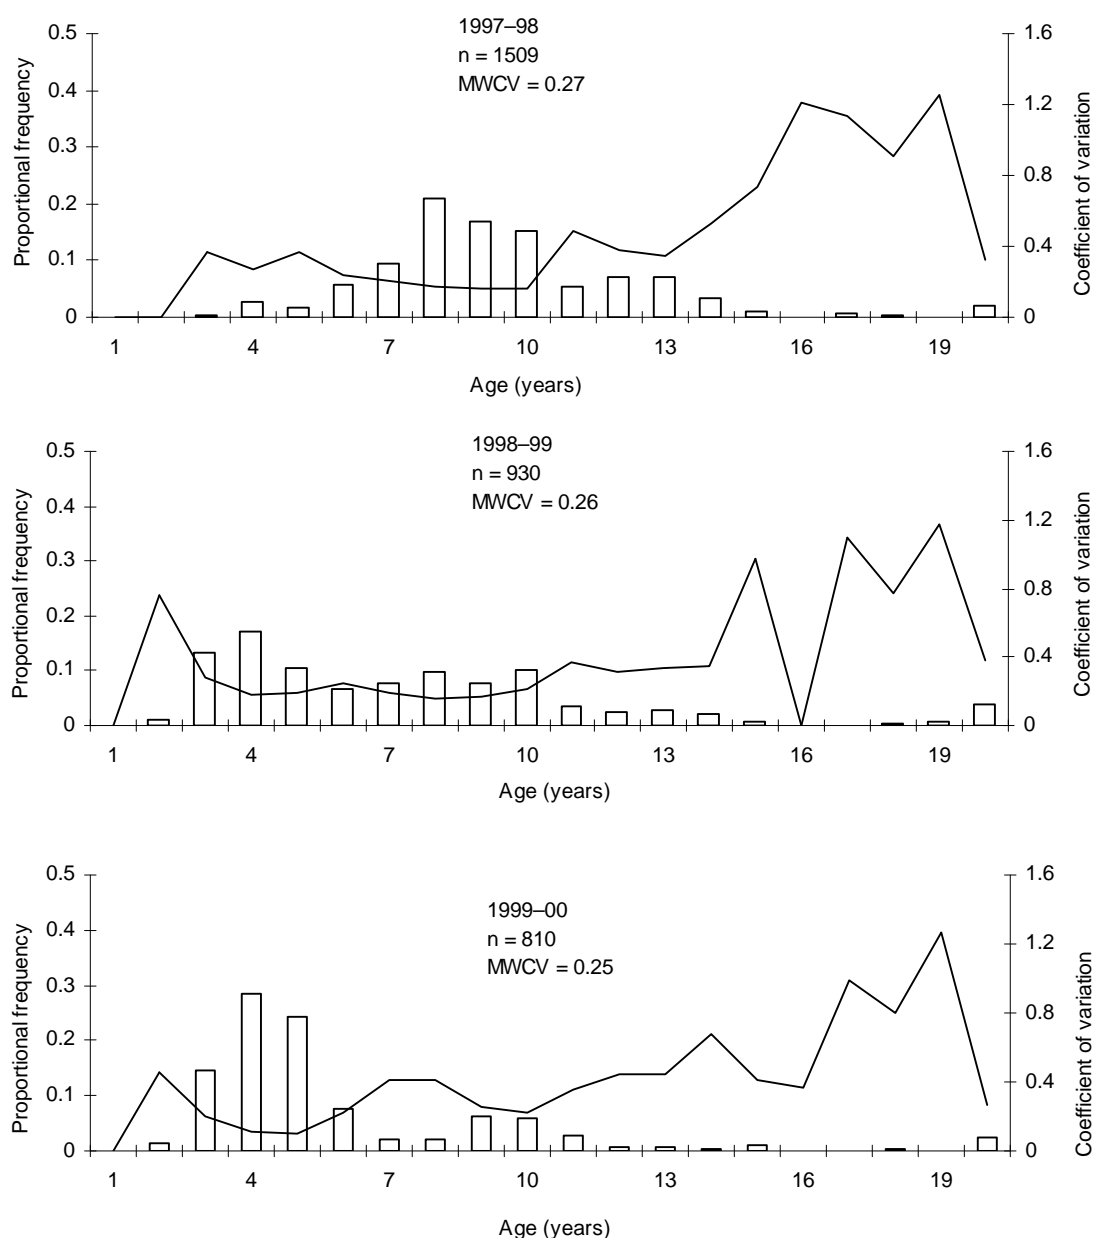 1997–98
n = 1509
MWCV = 0.27
Proportional frequency
0.5
0.4
0.3
0.2
0.1
0
1.6
1.2
0.8
0.4
0
Coefficient of variation
1 4 7 10 13 16 19
Age (years)
1998–99
n = 930
MWCV = 0.26
Proportional frequency
0.5
0.4
0.3
0.2
0.1
0
1.6
1.2
0.8
0.4
0
Coefficient of variation
1 4 7 10 13 16 19
Age (years)
1999–00
n = 810
MWCV = 0.25
Proportional frequency
0.5
0.4
0.3
0.2
0.1
0
1.6
1.2
0.8
0.4
0
Coefficient of variation
1 4 7 10 13 16 19
Age (years)